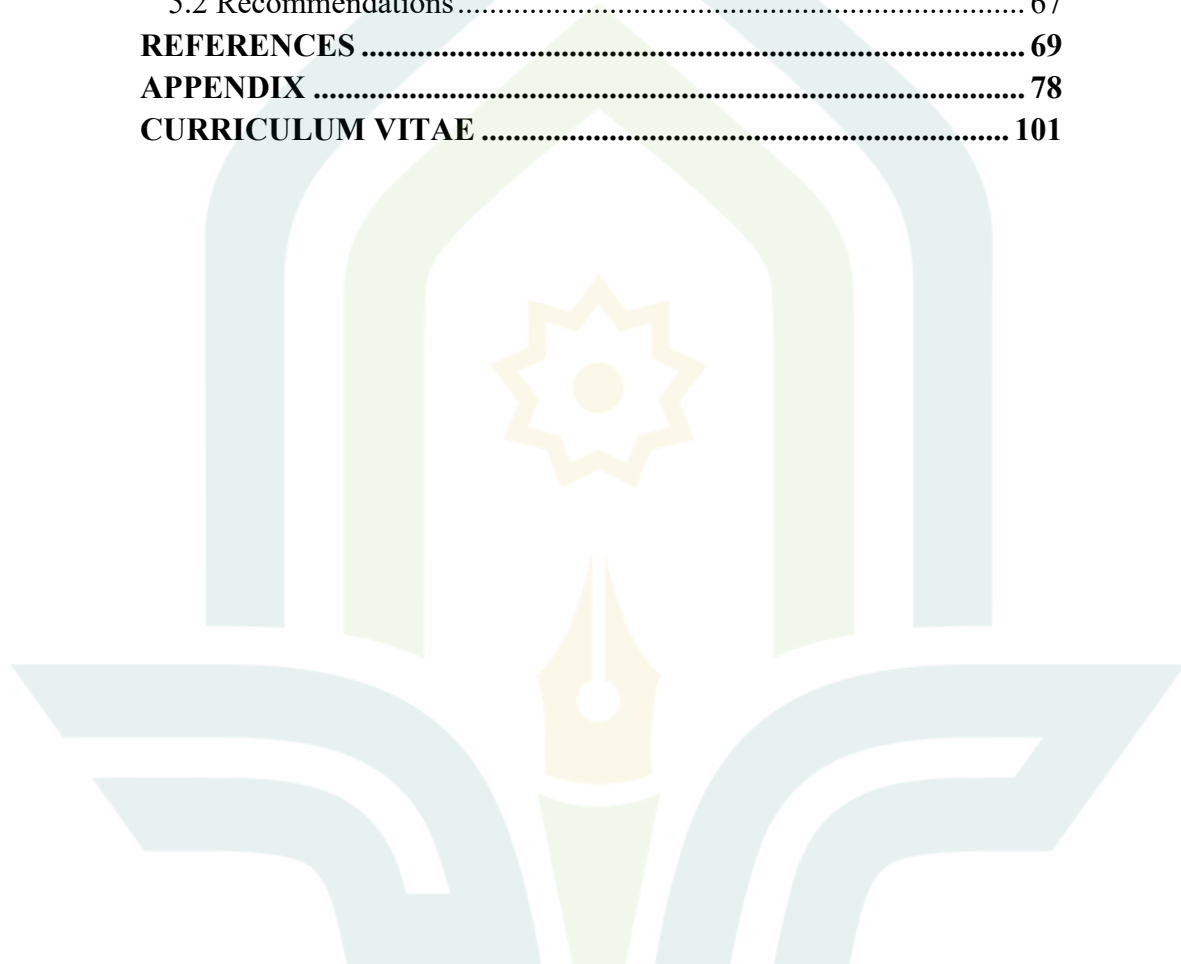 5.2 Recommendations........................................................................ 67
REFERENCES .................................................................................... 69
APPENDIX .......................................................................................... 78
CURRICULUM VITAE ................................................................... 101